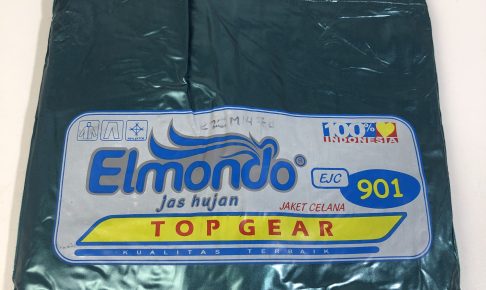 100%
INDONESIA
Elmondo®
jas hujan
EJC 901
JAKET CELANA
TOP GEAR
KUALITAS TERBAIK